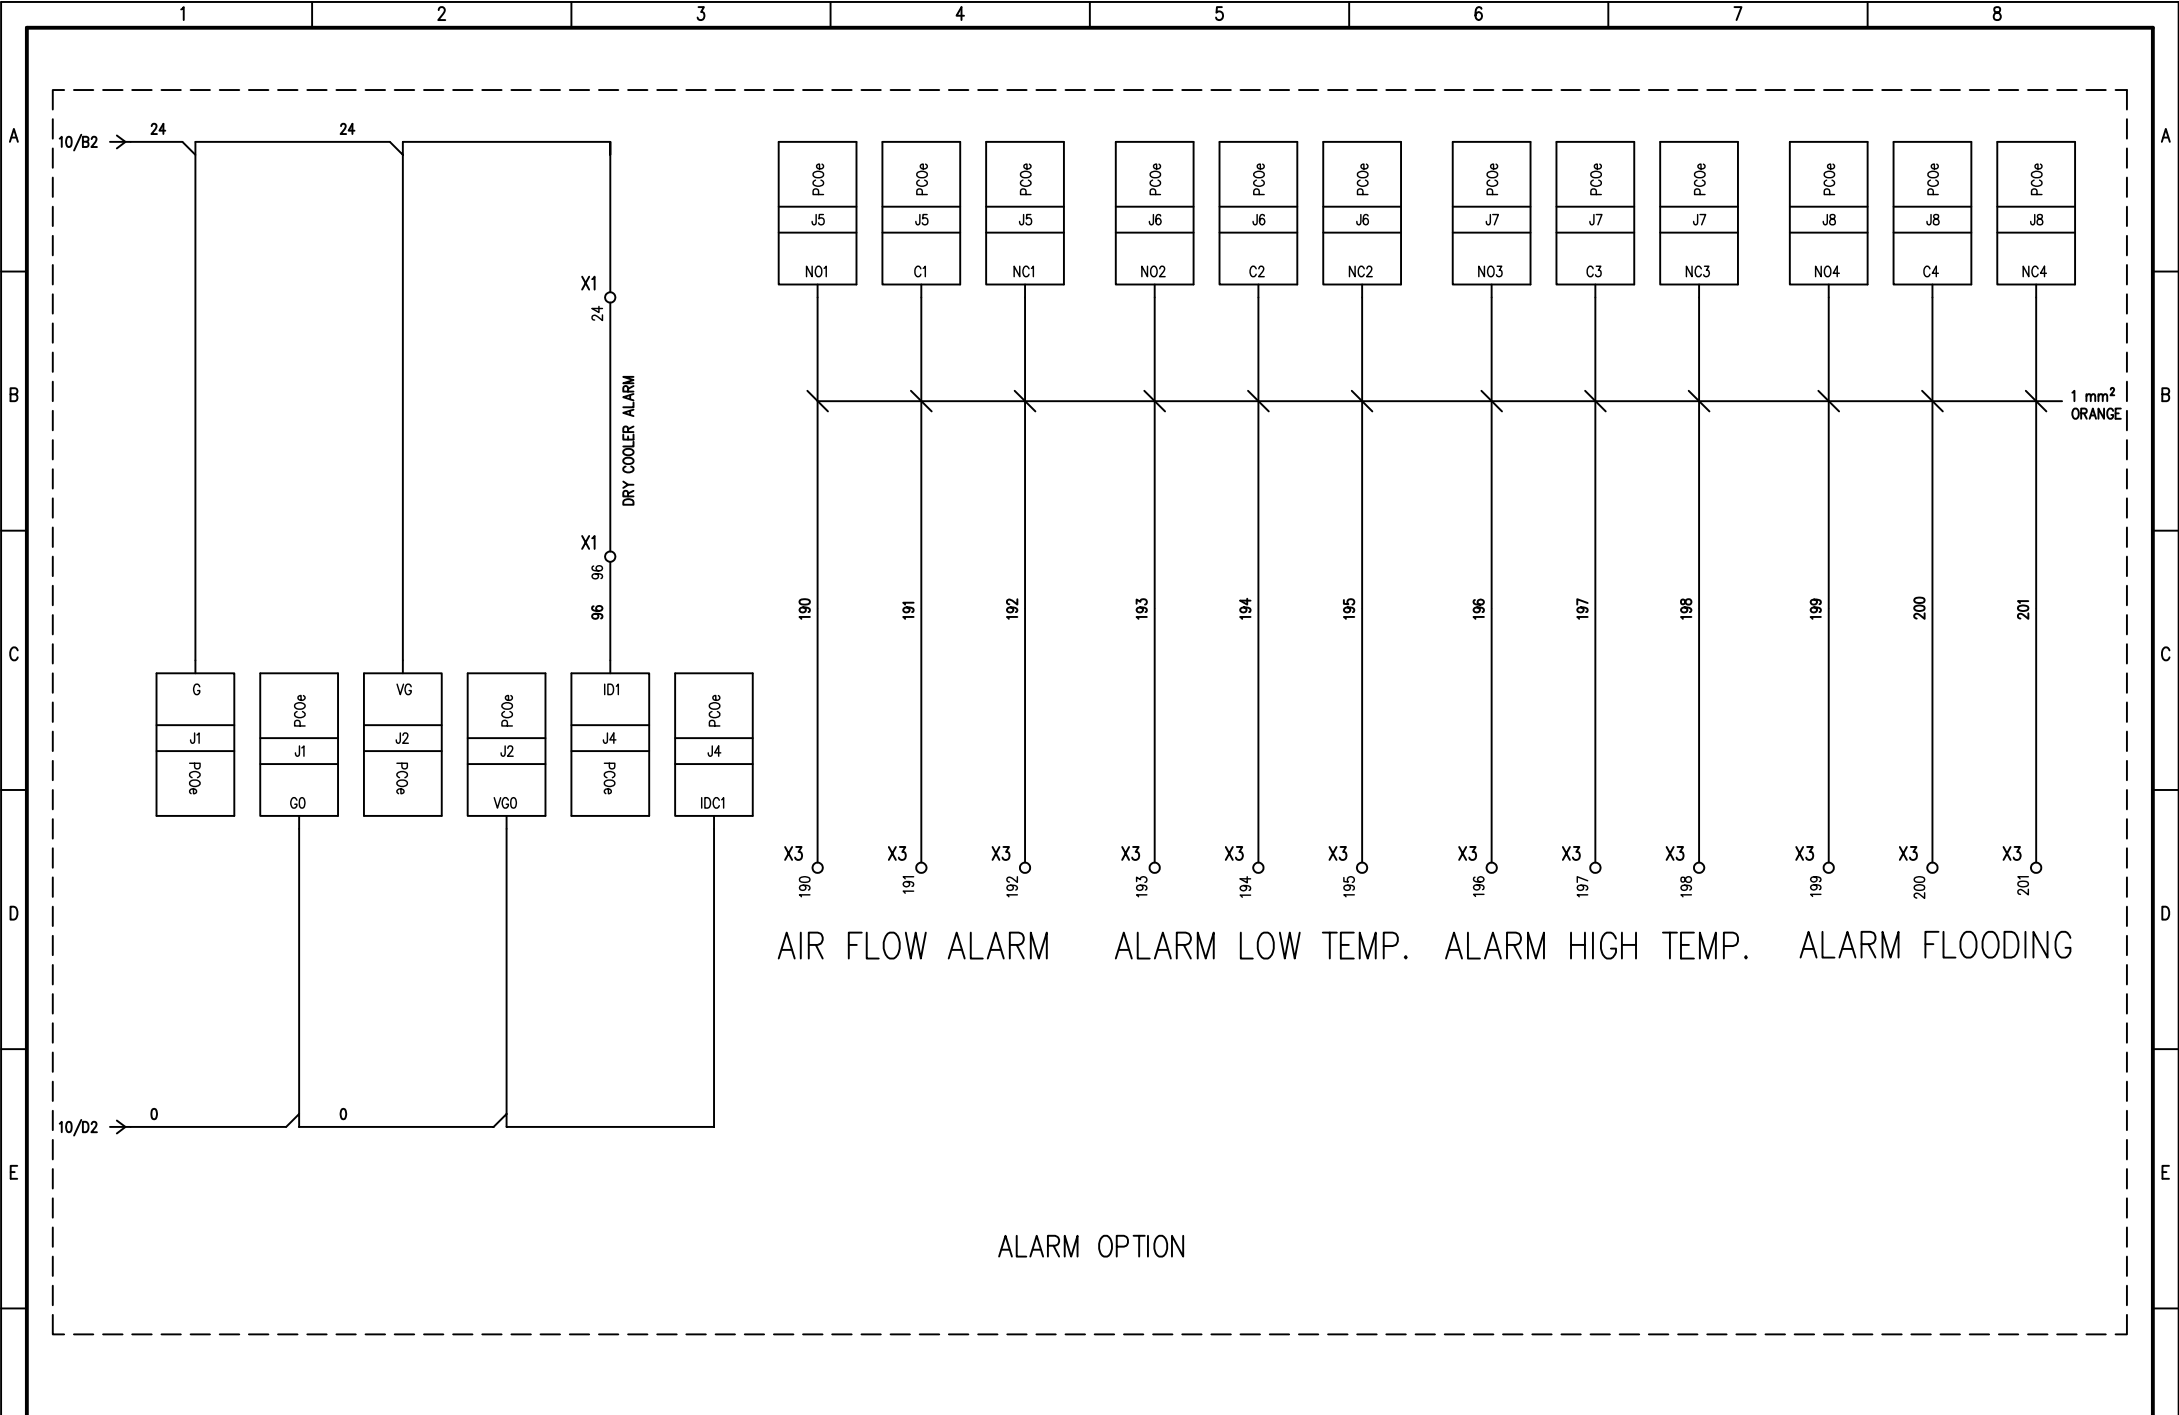 1 2 3 4 5 6 7 8
A A
10/B2 24 24
PCOe PCOe PCOe PCOe PCOe PCOe PCOe PCOe PCOe PCOe PCOe PCOe
J5 J5 J5 J6 J6 J6 J7 J7 J7 J8 J8 J8
NO1 C1 NC1 NO2 C2 NC2 NO3 C3 NC3 NO4 C4 NC4
X1
24
B B
DRY COOLER ALARM
1 mm²
ORANGE
X1
96
96
190 191 192 193 194 195 196 197 198 199 200 201
C C
G PCOe VG PCOe ID1 PCOe
J1 J1 J2 J2 J4 J4
PCOe G0 PCOe VG0 PCOe IDC1
X3 X3 X3 X3 X3 X3 X3 X3 X3 X3 X3 X3
190 191 192 193 194 195 196 197 198 199 200 201
D D
AIR FLOW ALARM ALARM LOW TEMP. ALARM HIGH TEMP. ALARM FLOODING
10/D2 0 0
E E
ALARM OPTION